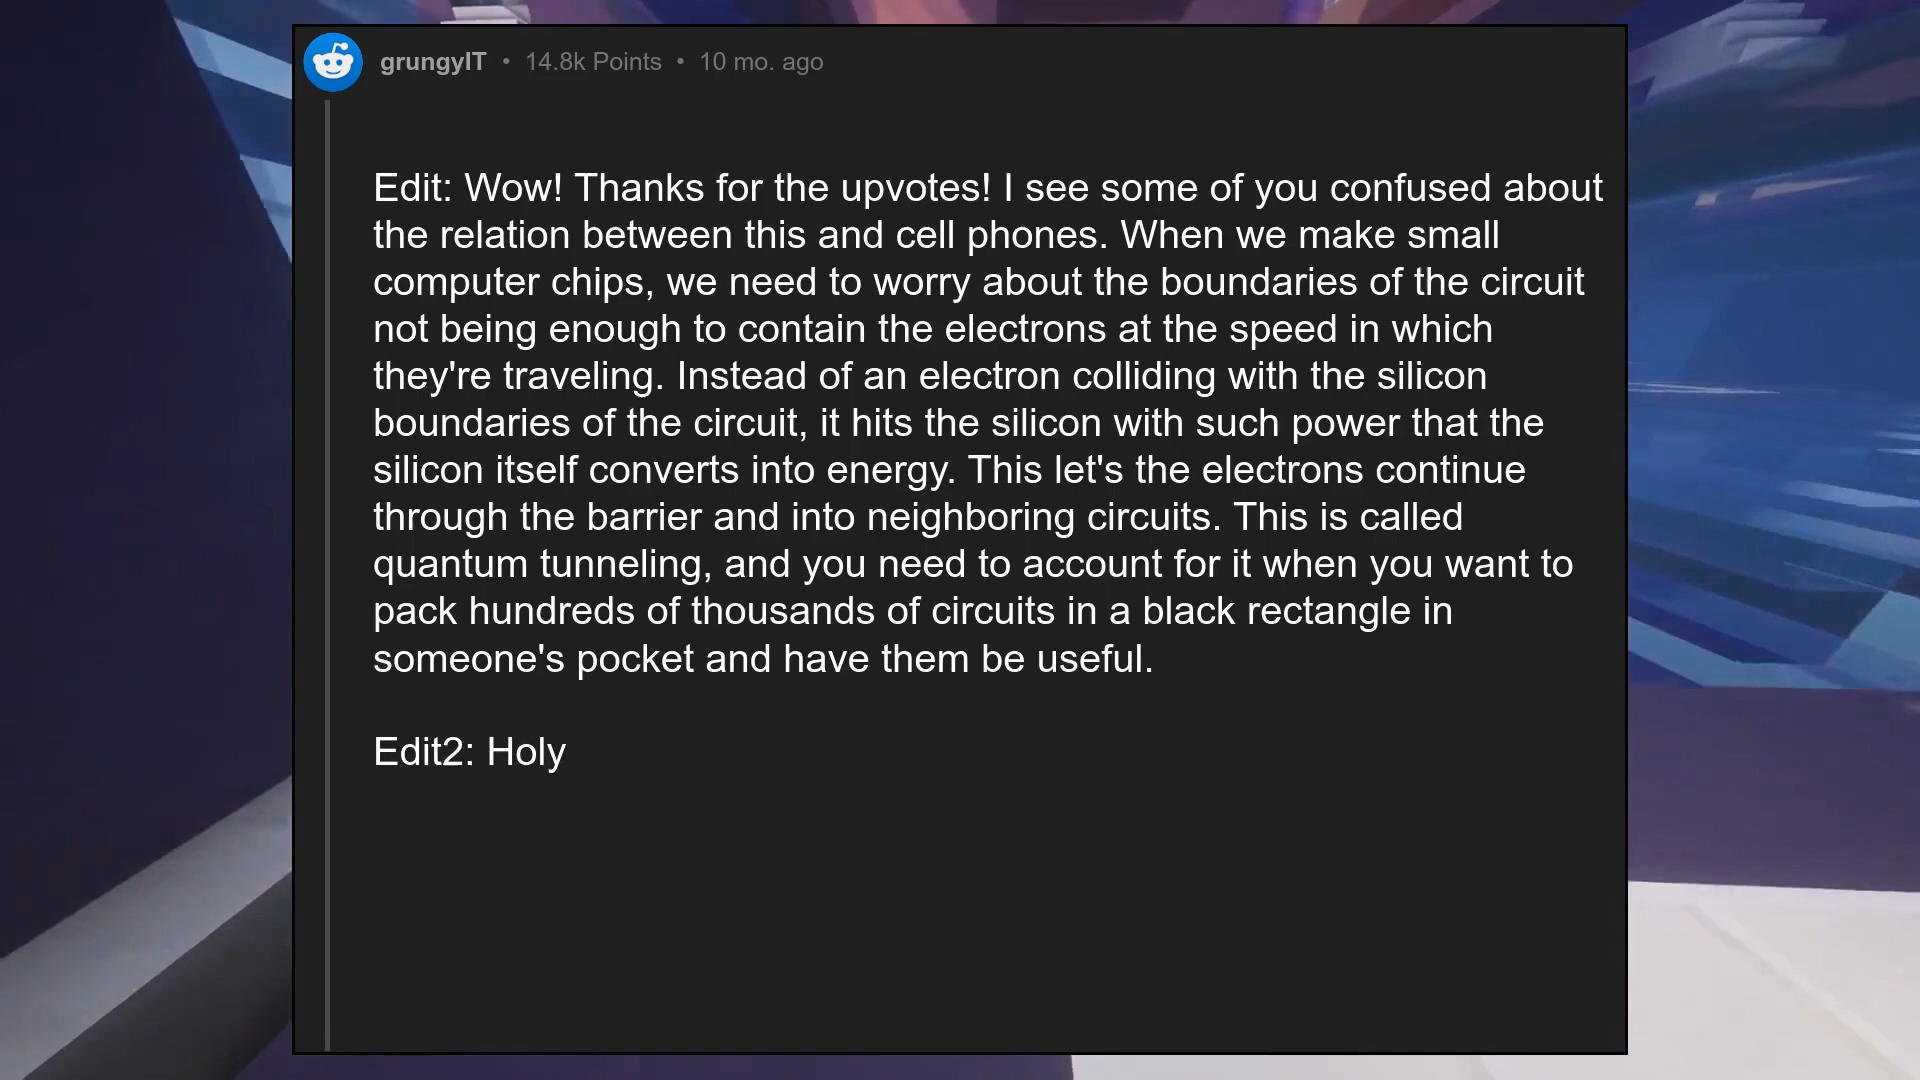 grungyIT • 14.8k Points • 10 mo. ago
Edit: Wow! Thanks for the upvotes! I see some of you confused about
the relation between this and cell phones. When we make small
computer chips, we need to worry about the boundaries of the circuit
not being enough to contain the electrons at the speed in which
they're traveling. Instead of an electron colliding with the silicon
boundaries of the circuit, it hits the silicon with such power that the
silicon itself converts into energy. This let's the electrons continue
through the barrier and into neighboring circuits. This is called
quantum tunneling, and you need to account for it when you want to
pack hundreds of thousands of circuits in a black rectangle in
someone's pocket and have them be useful.
Edit2: Holy